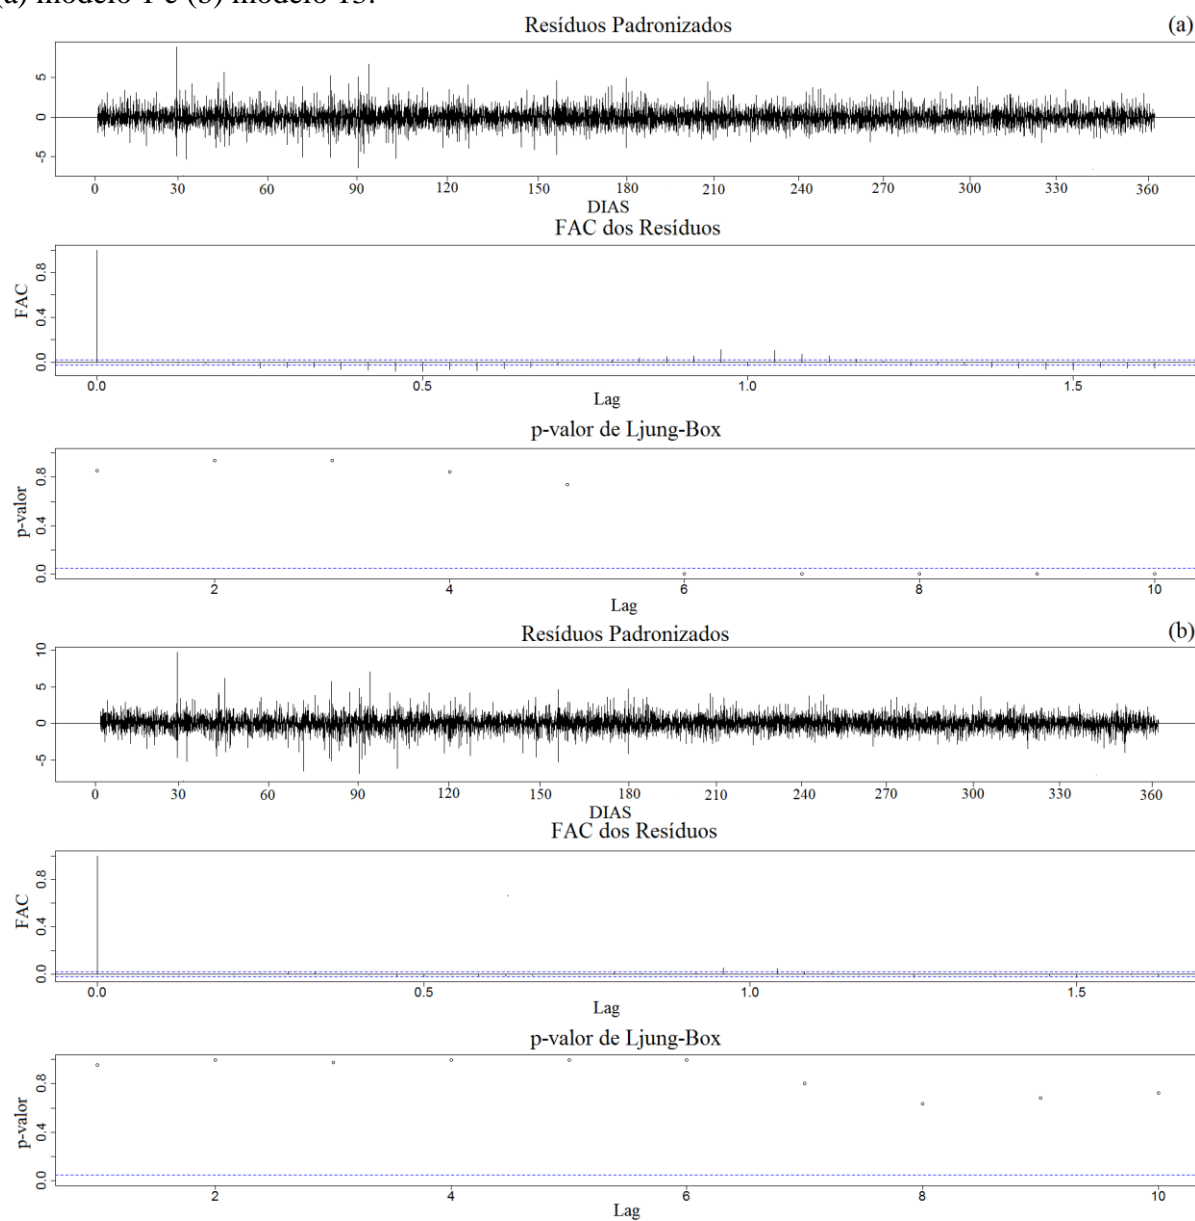 (a) modelo 1 e (b) modelo 13.
Resíduos Padronizados
(a)
5
0
-5
0 30 60 90 120 150 180 210 240 270 300 330 360
DIAS
FAC dos Resíduos
FAC
0.8
0.4
0.0
0.0 0.5 1.0 1.5
Lag
p-valor de Ljung-Box
p-valor
0.8
0.4
0.0
2 4 6 8 10
Lag
Resíduos Padronizados
(b)
10
5
0
-5
0 30 60 90 120 150 180 210 240 270 300 330 360
DIAS
FAC dos Resíduos
FAC
0.8
0.4
0.0
0.0 0.5 1.0 1.5
Lag
p-valor de Ljung-Box
p-valor
0.8
0.4
0.0
2 4 6 8 10
Lag